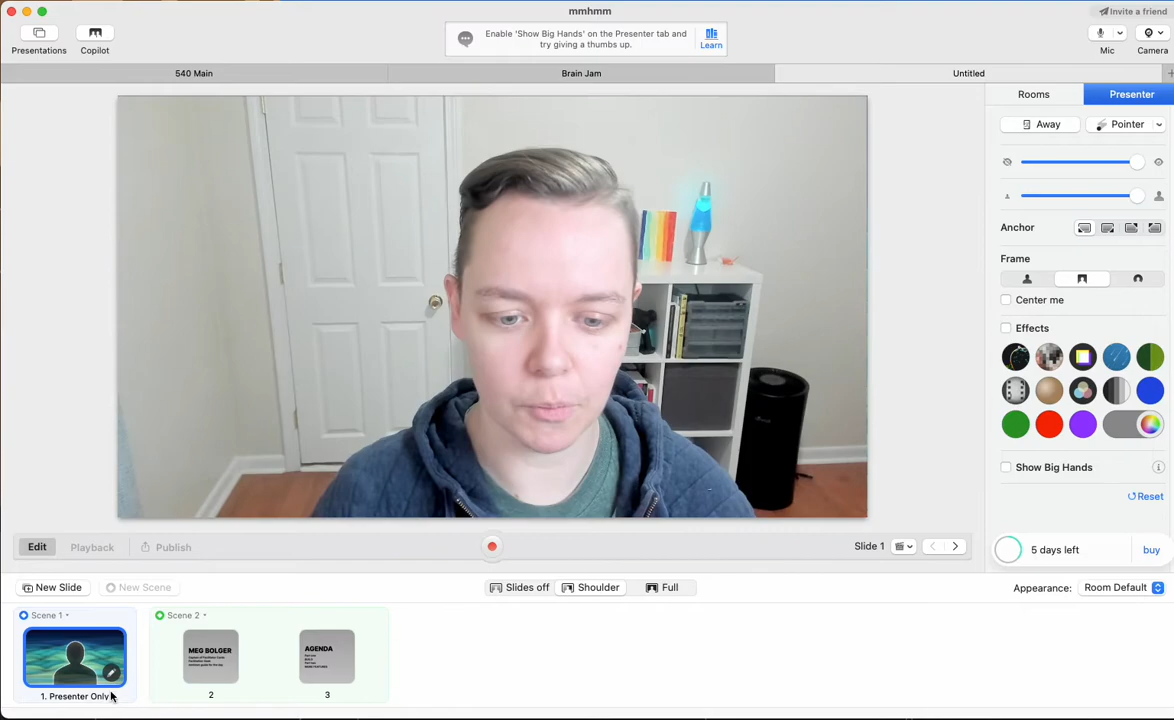 mmhmm
Invite a friend
Presentations
Copilot
Enable 'Show Big Hands' on the Presenter tab and
try giving a thumbs up.
Learn
Mic
Camera
540 Main
Brain Jam
Untitled
Rooms
Presenter
Away
Pointer
Anchor
Frame
Center me
Effects
Show Big Hands
Reset
Edit
Playback
Publish
Slide 1
5 days left
buy
New Slide
New Scene
Slides off
Shoulder
Full
Appearance:
Room Default
Scene 1
Scene 2
MEG BOLGER
AGENDA
1. Presenter Only
2
3